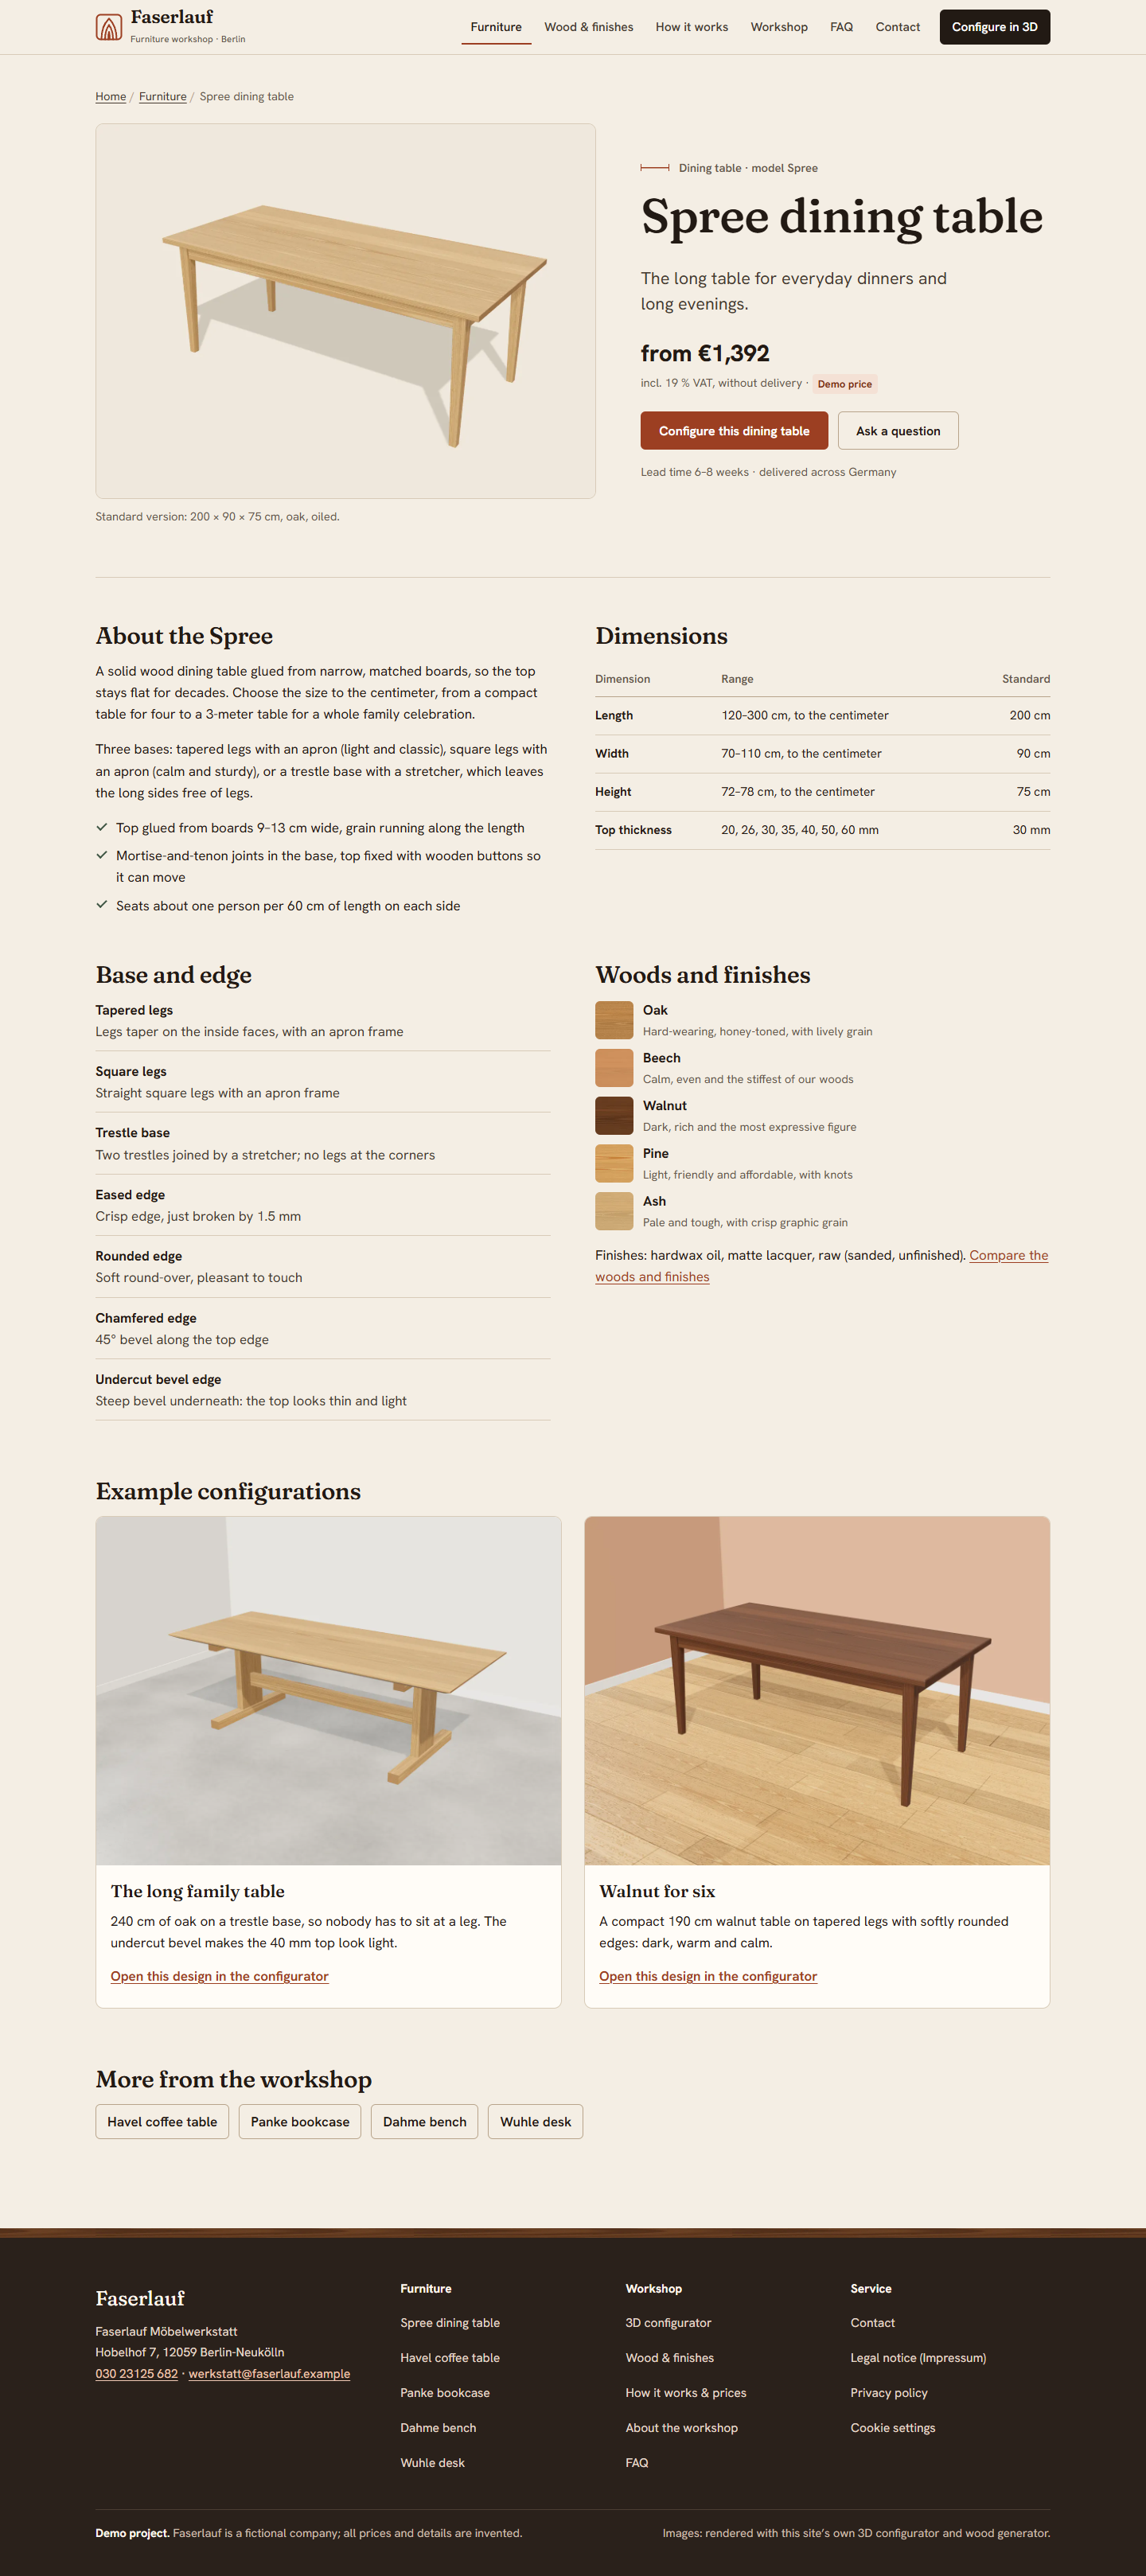 Faserlauf
Furniture workshop · Berlin
Furniture
Wood & finishes
How it works
Workshop
FAQ
Contact
Configure in 3D
Home / Furniture / Spree dining table
Dining table · model Spree
Spree dining table
The long table for everyday dinners and
long evenings.
from €1,392
incl. 19 % VAT, without delivery · Demo price
Configure this dining table
Ask a question
Lead time 6–8 weeks · delivered across Germany
Standard version: 200 × 90 × 75 cm, oak, oiled.
About the Spree
A solid wood dining table glued from narrow, matched boards, so the top
stays flat for decades. Choose the size to the centimeter, from a compact
table for four to a 3-meter table for a whole family celebration.
Three bases: tapered legs with an apron (light and classic), square legs with
an apron (calm and sturdy), or a trestle base with a stretcher, which leaves
the long sides free of legs.
Top glued from boards 9–13 cm wide, grain running along the length
Mortise-and-tenon joints in the base, top fixed with wooden buttons so
it can move
Seats about one person per 60 cm of length on each side
Dimensions
Dimension Range Standard
Length 120–300 cm, to the centimeter 200 cm
Width 70–110 cm, to the centimeter 90 cm
Height 72–78 cm, to the centimeter 75 cm
Top thickness 20, 26, 30, 35, 40, 50, 60 mm 30 mm
Base and edge
Tapered legs
Legs taper on the inside faces, with an apron frame
Square legs
Straight square legs with an apron frame
Trestle base
Two trestles joined by a stretcher; no legs at the corners
Eased edge
Crisp edge, just broken by 1.5 mm
Rounded edge
Soft round-over, pleasant to touch
Chamfered edge
45° bevel along the top edge
Undercut bevel edge
Steep bevel underneath: the top looks thin and light
Woods and finishes
Oak
Hard-wearing, honey-toned, with lively grain
Beech
Calm, even and the stiffest of our woods
Walnut
Dark, rich and the most expressive figure
Pine
Light, friendly and affordable, with knots
Ash
Pale and tough, with crisp graphic grain
Finishes: hardwax oil, matte lacquer, raw (sanded, unfinished). Compare the
woods and finishes
Example configurations
The long family table
240 cm of oak on a trestle base, so nobody has to sit at a leg. The
undercut bevel makes the 40 mm top look light.
Open this design in the configurator
Walnut for six
A compact 190 cm walnut table on tapered legs with softly rounded
edges: dark, warm and calm.
Open this design in the configurator
More from the workshop
Havel coffee table
Panke bookcase
Dahme bench
Wuhle desk
Faserlauf
Faserlauf Möbelwerkstatt
Hobelhof 7, 12059 Berlin-Neukölln
030 23125 682 · werkstatt@faserlauf.example
Furniture
Spree dining table
Havel coffee table
Panke bookcase
Dahme bench
Wuhle desk
Workshop
3D configurator
Wood & finishes
How it works & prices
About the workshop
FAQ
Service
Contact
Legal notice (Impressum)
Privacy policy
Cookie settings
Demo project. Faserlauf is a fictional company; all prices and details are invented.
Images: rendered with this site’s own 3D configurator and wood generator.